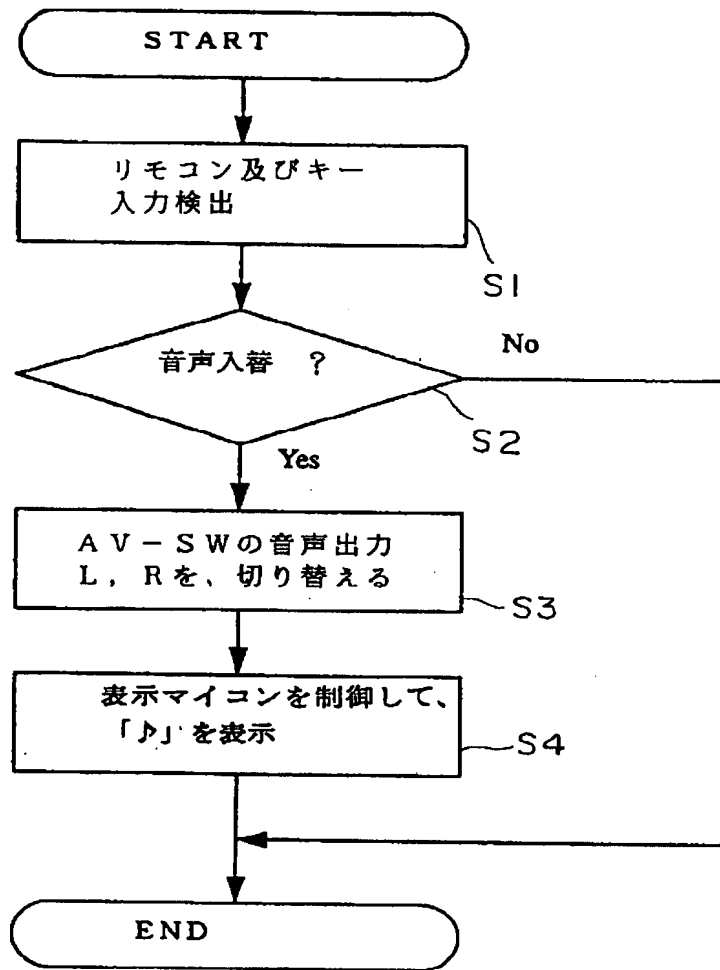 START
リモコン及びキー
入力検出
S1
音声入替 ?
No
S2
Yes
AV-SWの音声出力
L,Rを、切り替える
S3
表示マイコンを制御して、
「♪」を表示
S4
END